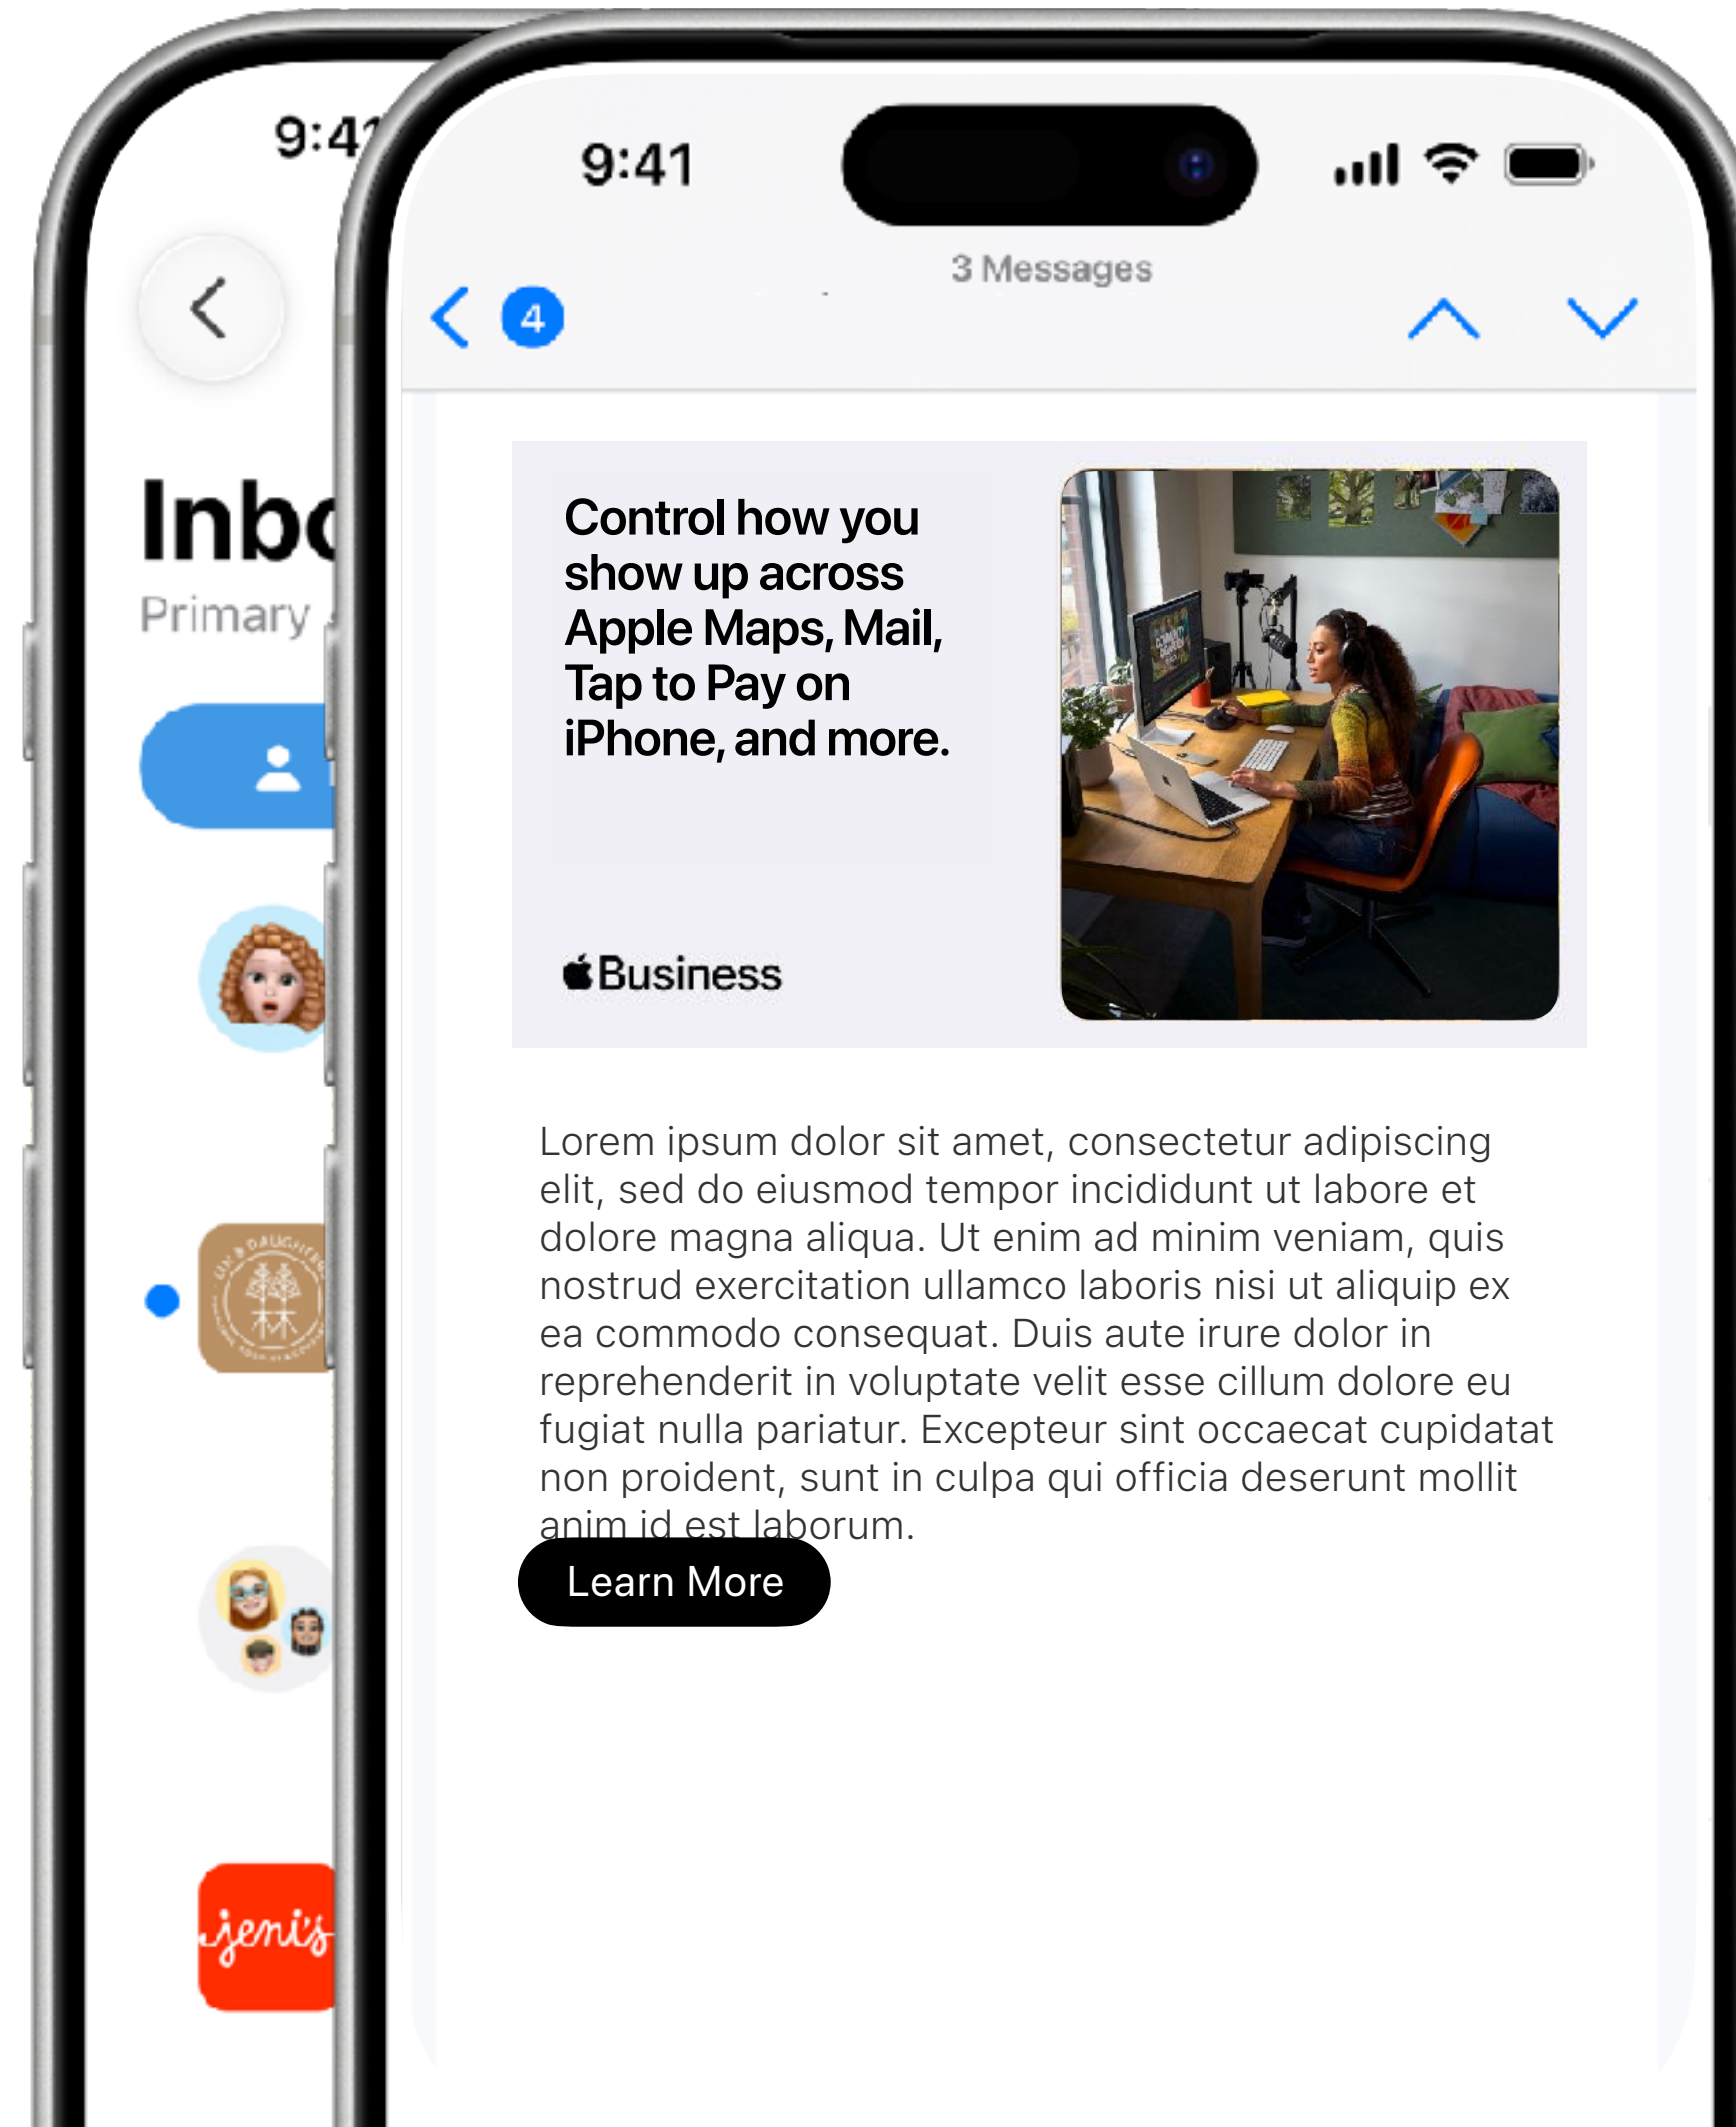 9:41
Inbo
Primary
jeni's
9:41
3 Messages
4
Control how you
show up across
Apple Maps, Mail,
Tap to Pay on
iPhone, and more.
Business
Lorem ipsum dolor sit amet, consectetur adipiscing
elit, sed do eiusmod tempor incididunt ut labore et
dolore magna aliqua. Ut enim ad minim veniam, quis
nostrud exercitation ullamco laboris nisi ut aliquip ex
ea commodo consequat. Duis aute irure dolor in
reprehenderit in voluptate velit esse cillum dolore eu
fugiat nulla pariatur. Excepteur sint occaecat cupidatat
non proident, sunt in culpa qui officia deserunt mollit
anim id est laborum.
Learn More